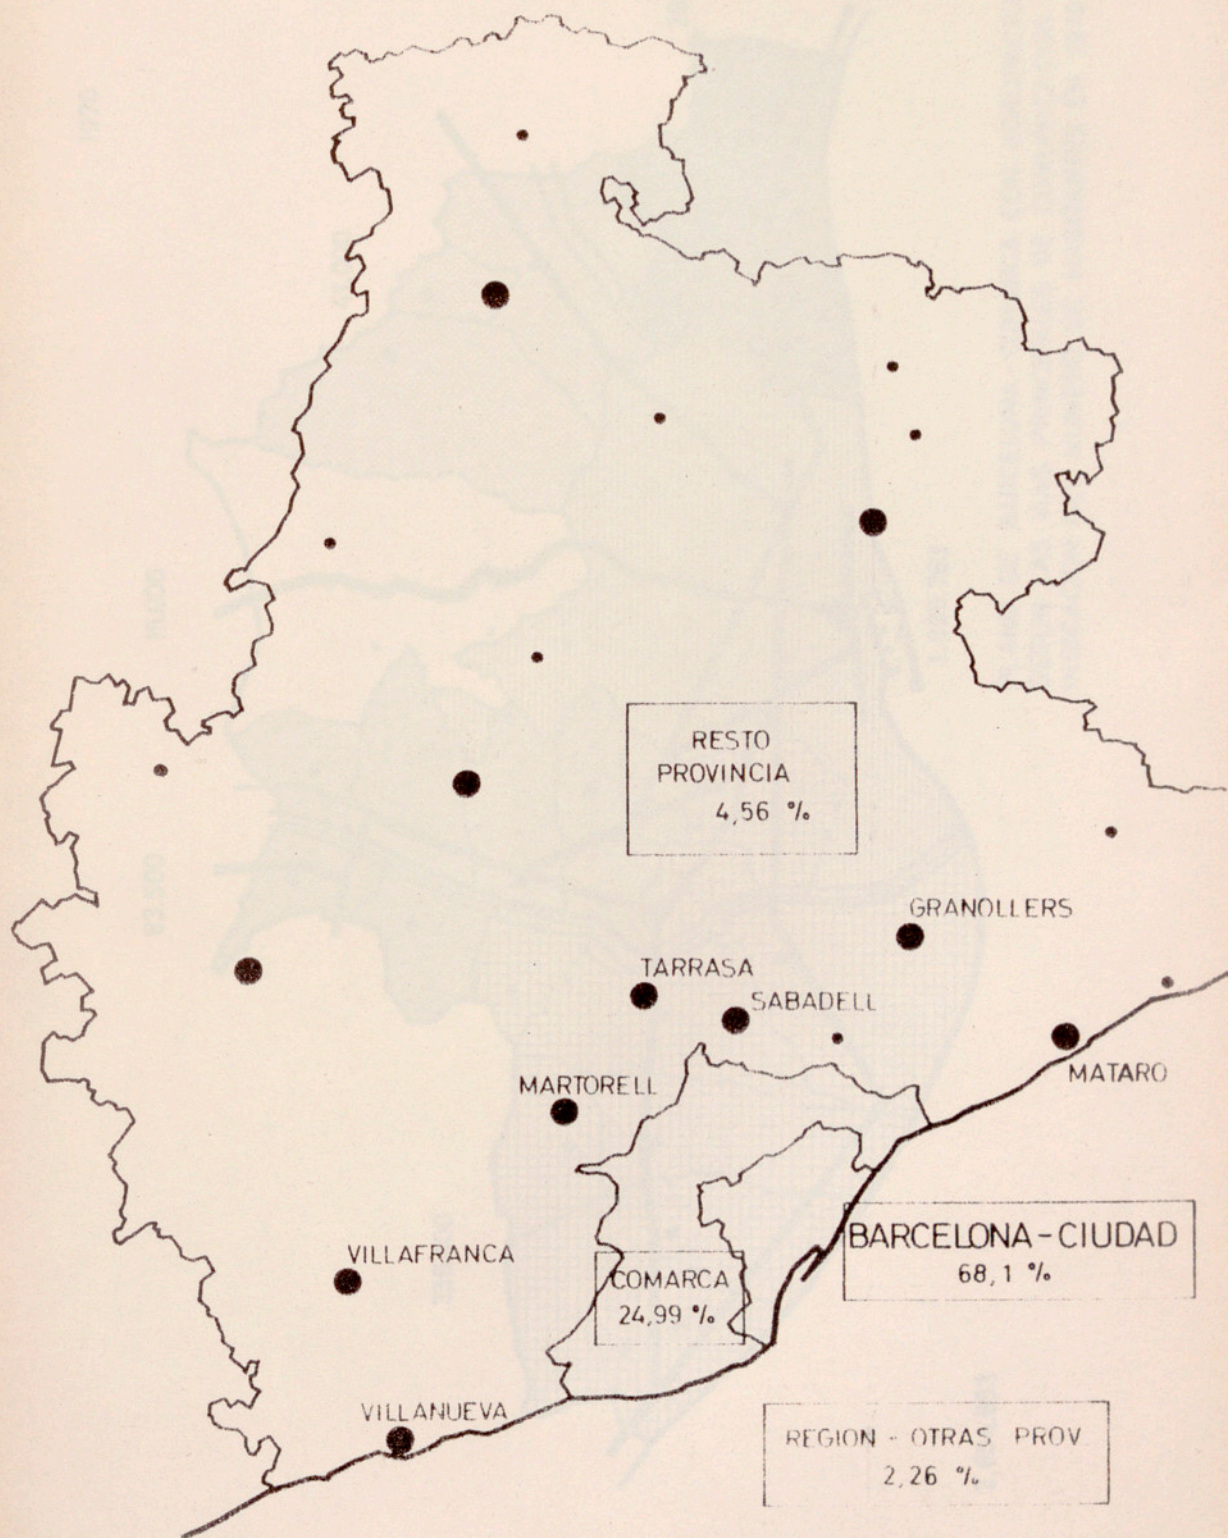 RESTO
PROVINCIA
4,56 %
GRANOLLERS
TARRASA
SABADELL
MATARO
MARTORELL
BARCELONA-CIUDAD
68,1 %
VILLAFRANCA
COMARCA
24,99 %
VILLANUEVA
REGION - OTRAS PROV
2,26 %